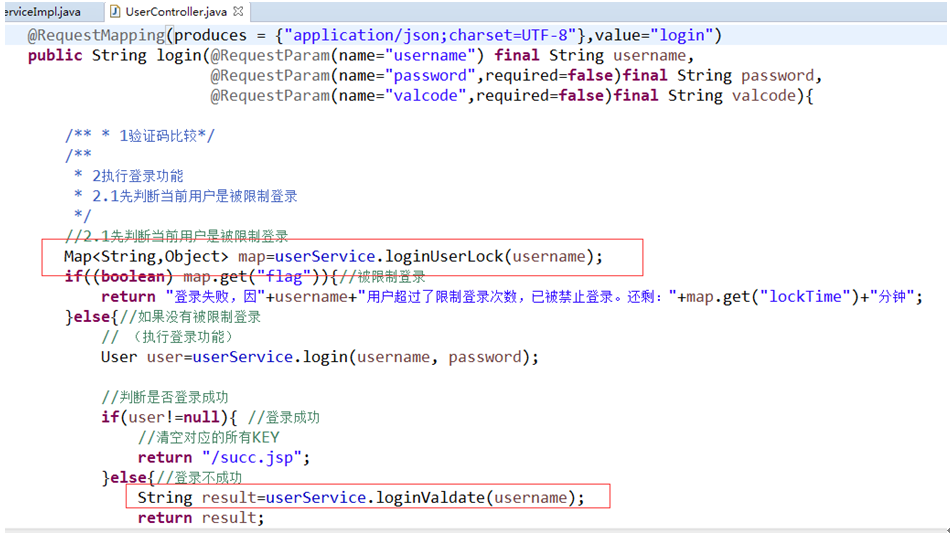 erviceImpl.java UserController.java
@RequestMapping(produces = {"application/json;charset=UTF-8"},value="login")
public String login(@RequestParam(name="username") final String username,
@RequestParam(name="password",required=false)final String password,
@RequestParam(name="valcode",required=false)final String valcode){
/** * 1验证码比较*/
/**
* 2执行登录功能
* 2.1先判断当前用户是被限制登录
*/
//2.1先判断当前用户是被限制登录
Map<String,Object> map=userService.loginUserLock(username);
if((boolean) map.get("flag")){//被限制登录
return "登录失败,因"+username+"用户超过了限制登录次数,已被禁止登录。还剩:"+map.get("lockTime")+"分钟";
}else{//如果没有被限制登录
// (执行登录功能)
User user=userService.login(username, password);
//判断是否登录成功
if(user!=null){ //登录成功
//清空对应的所有KEY
return "/succ.jsp";
}else{//登录不成功
String result=userService.loginValdate(username);
return result;